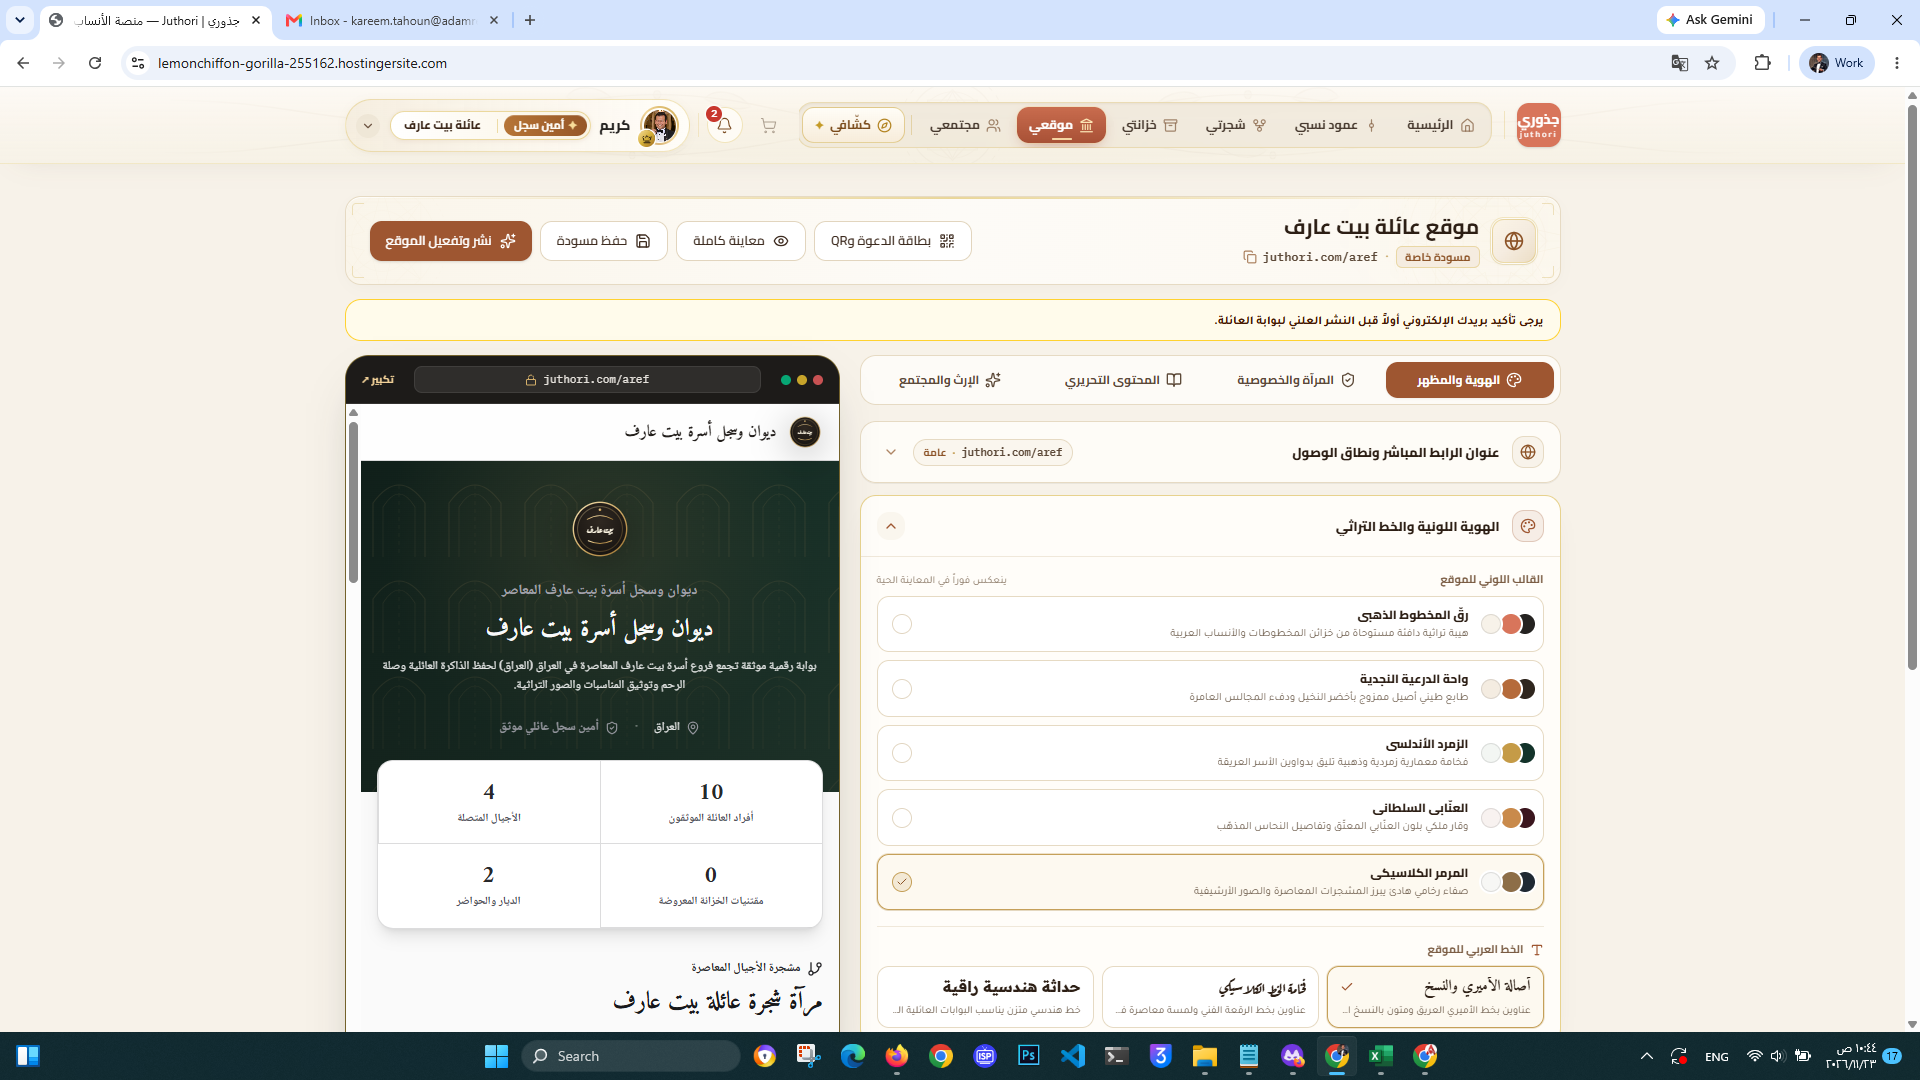 جذوري | Juthori — منصة الأنساب
Inbox - kareem.tahoun@adamn
Ask Gemini
lemonchiffon-gorilla-255162.hostingersite.com
Work
جذوري
juthori
الرئيسية
عمود نسبي
شجرتي
خزانتي
موقعي
مجتمعي
كشّافي ✦
2
كريم
✦ أمين سجل
عائلة بيت عارف
موقع عائلة بيت عارف
مسودة خاصة · juthori.com/aref
بطاقة الدعوة وQR
معاينة كاملة
حفظ مسودة
نشر وتفعيل الموقع
يرجى تأكيد بريدك الإلكتروني أولاً قبل النشر العلني لبوابة العائلة.
الهوية والمظهر
المرآة والخصوصية
المحتوى التحريري
الإرث والمجتمع
عنوان الرابط المباشر ونطاق الوصول
juthori.com/aref · عامة
الهوية اللونية والخط التراثي
القالب اللوني للموقع
ينعكس فوراً في المعاينة الحية
رقّ المخطوط الذهبي
هيبة تراثية دافئة مستوحاة من خزائن المخطوطات والأنساب العربية
واحة الدرعية النجدية
طابع طيني أصيل ممزوج بأخضر النخيل ودفء المجالس العامرة
الزمرد الأندلسي
فخامة معمارية زمردية وذهبية تليق بدواوين الأسر العريقة
العنّابي السلطاني
وقار ملكي بلون العنّابي المعتّق وتفاصيل النحاس المذهّب
المرمر الكلاسيكي
صفاء رخامي هادئ يبرز المشجرات المعاصرة والصور الأرشيفية
الخط العربي للموقع
أصالة الأميري والنسخ
عناوين بخط الأميري العريق ومتون بالنسخ ا...
فخامة الخط الكلاسيكي
عناوين بخط الرقعة الفني ولمسة معاصرة ف...
حداثة هندسية راقية
خط هندسي متزن يناسب البوابات العائلية الـ...
juthori.com/aref
تكبير ↗
ديوان وسجل أسرة بيت عارف
بيت عارف
ديوان وسجل أسرة بيت عارف المعاصر
ديوان وسجل أسرة بيت عارف
بوابة رقمية موثقة تجمع فروع أسرة بيت عارف المعاصرة في العراق (العراق) لحفظ الذاكرة العائلية وصلة
الرحم وتوثيق المناسبات والصور التراثية.
العراق · أمين سجل عائلي موثق
10
أفراد العائلة الموثقون
4
الأجيال المتصلة
0
مقتنيات الخزانة المعروضة
2
الديار والحواضر
مشجرة الأجيال المعاصرة
مرآة شجرة عائلة بيت عارف
Search
ENG
١٠:٤٤ ص
٢٠٢٦/١١/٢٣
17